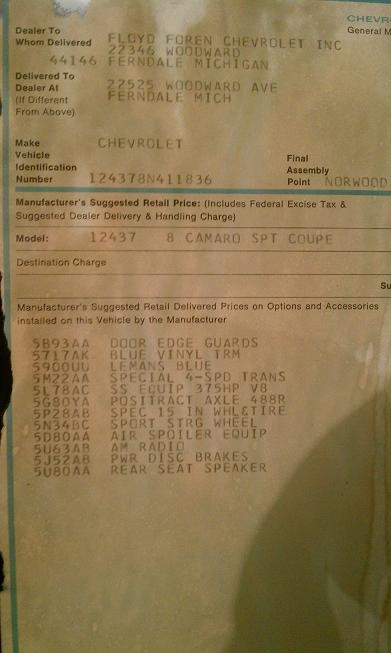 CHEVR
General M
Dealer To
Whom Delivered FLOYD FOREN CHEVROLET INC
22346 WOODWARD
44146 FERNDALE MICHIGAN
Delivered To
Dealer At 22525 WOODWARD AVE
(If Different FERNDALE MICH
From Above)
Make CHEVROLET
Vehicle
Identification Final
Number 124378N411836 Assembly
Point NORWOOD
Manufacturer's Suggested Retail Price: (Includes Federal Excise Tax &
Suggested Dealer Delivery & Handling Charge)
Model: 12437 8 CAMARO SPT COUPE
Destination Charge
Su
Manufacturer's Suggested Retail Delivered Prices on Options and Accessories
installed on this Vehicle by the Manufacturer
5B93AA DOOR EDGE GUARDS
5717AK BLUE VINYL TRM
5900UU LEMANS BLUE
5M22AA SPECIAL 4-SPD TRANS
5L78AC SS EQUIP 375HP V8
5G80YA POSITRACT AXLE 488R
5P28AB SPEC 15 IN WHL&TIRE
5N34BC SPORT STRG WHEEL
5D80AA AIR SPOILER EQUIP
5U63AB AM RADIO
5J52AB PWR DISC BRAKES
5U80AA REAR SEAT SPEAKER